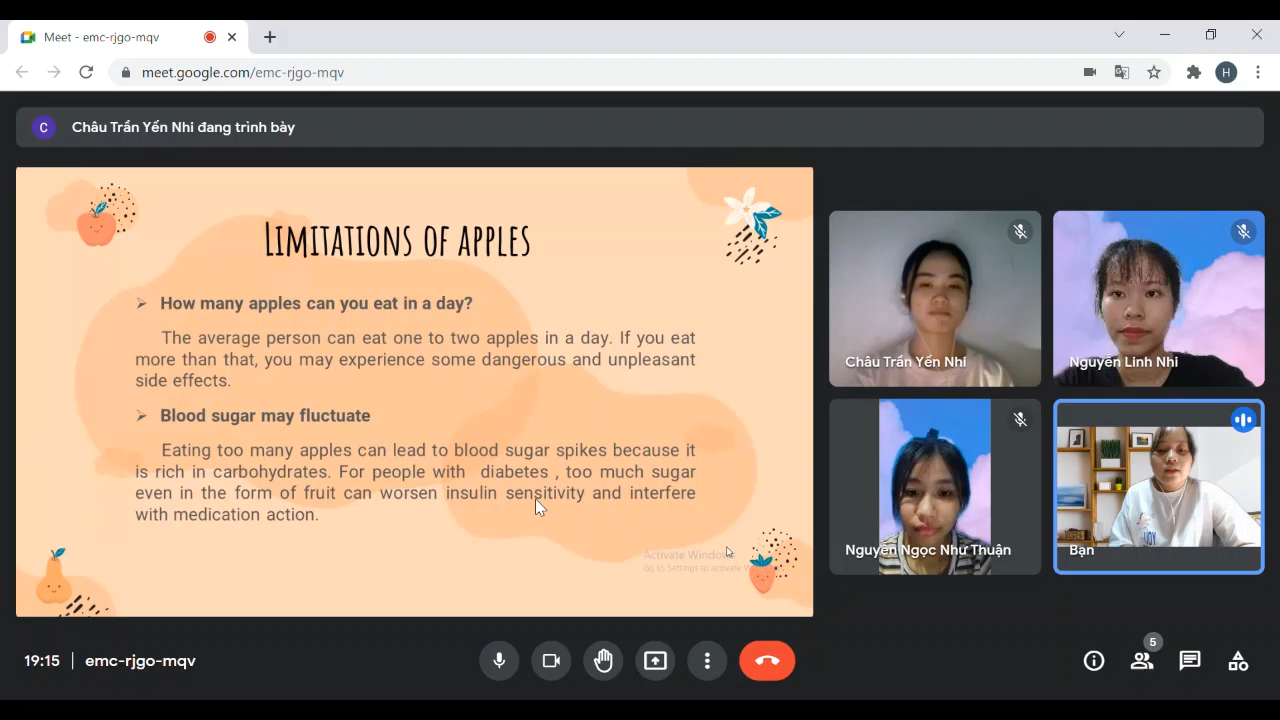 Meet - emc-rjgo-mqv
meet.google.com/emc-rjgo-mqv
H
C
Châu Trần Yến Nhi đang trình bày
LIMITATIONS OF APPLES
How many apples can you eat in a day?
The average person can eat one to two apples in a day. If you eat
more than that, you may experience some dangerous and unpleasant
side effects.
Blood sugar may fluctuate
Eating too many apples can lead to blood sugar spikes because it
is rich in carbohydrates. For people with diabetes , too much sugar
even in the form of fruit can worsen insulin sensitivity and interfere
with medication action.
Activate Windows
Go to Settings to activate
Châu Trần Yến Nhi
Nguyễn Linh Nhi
Nguyễn Ngọc Như Thuận
Bạn
19:15 | emc-rjgo-mqv
5